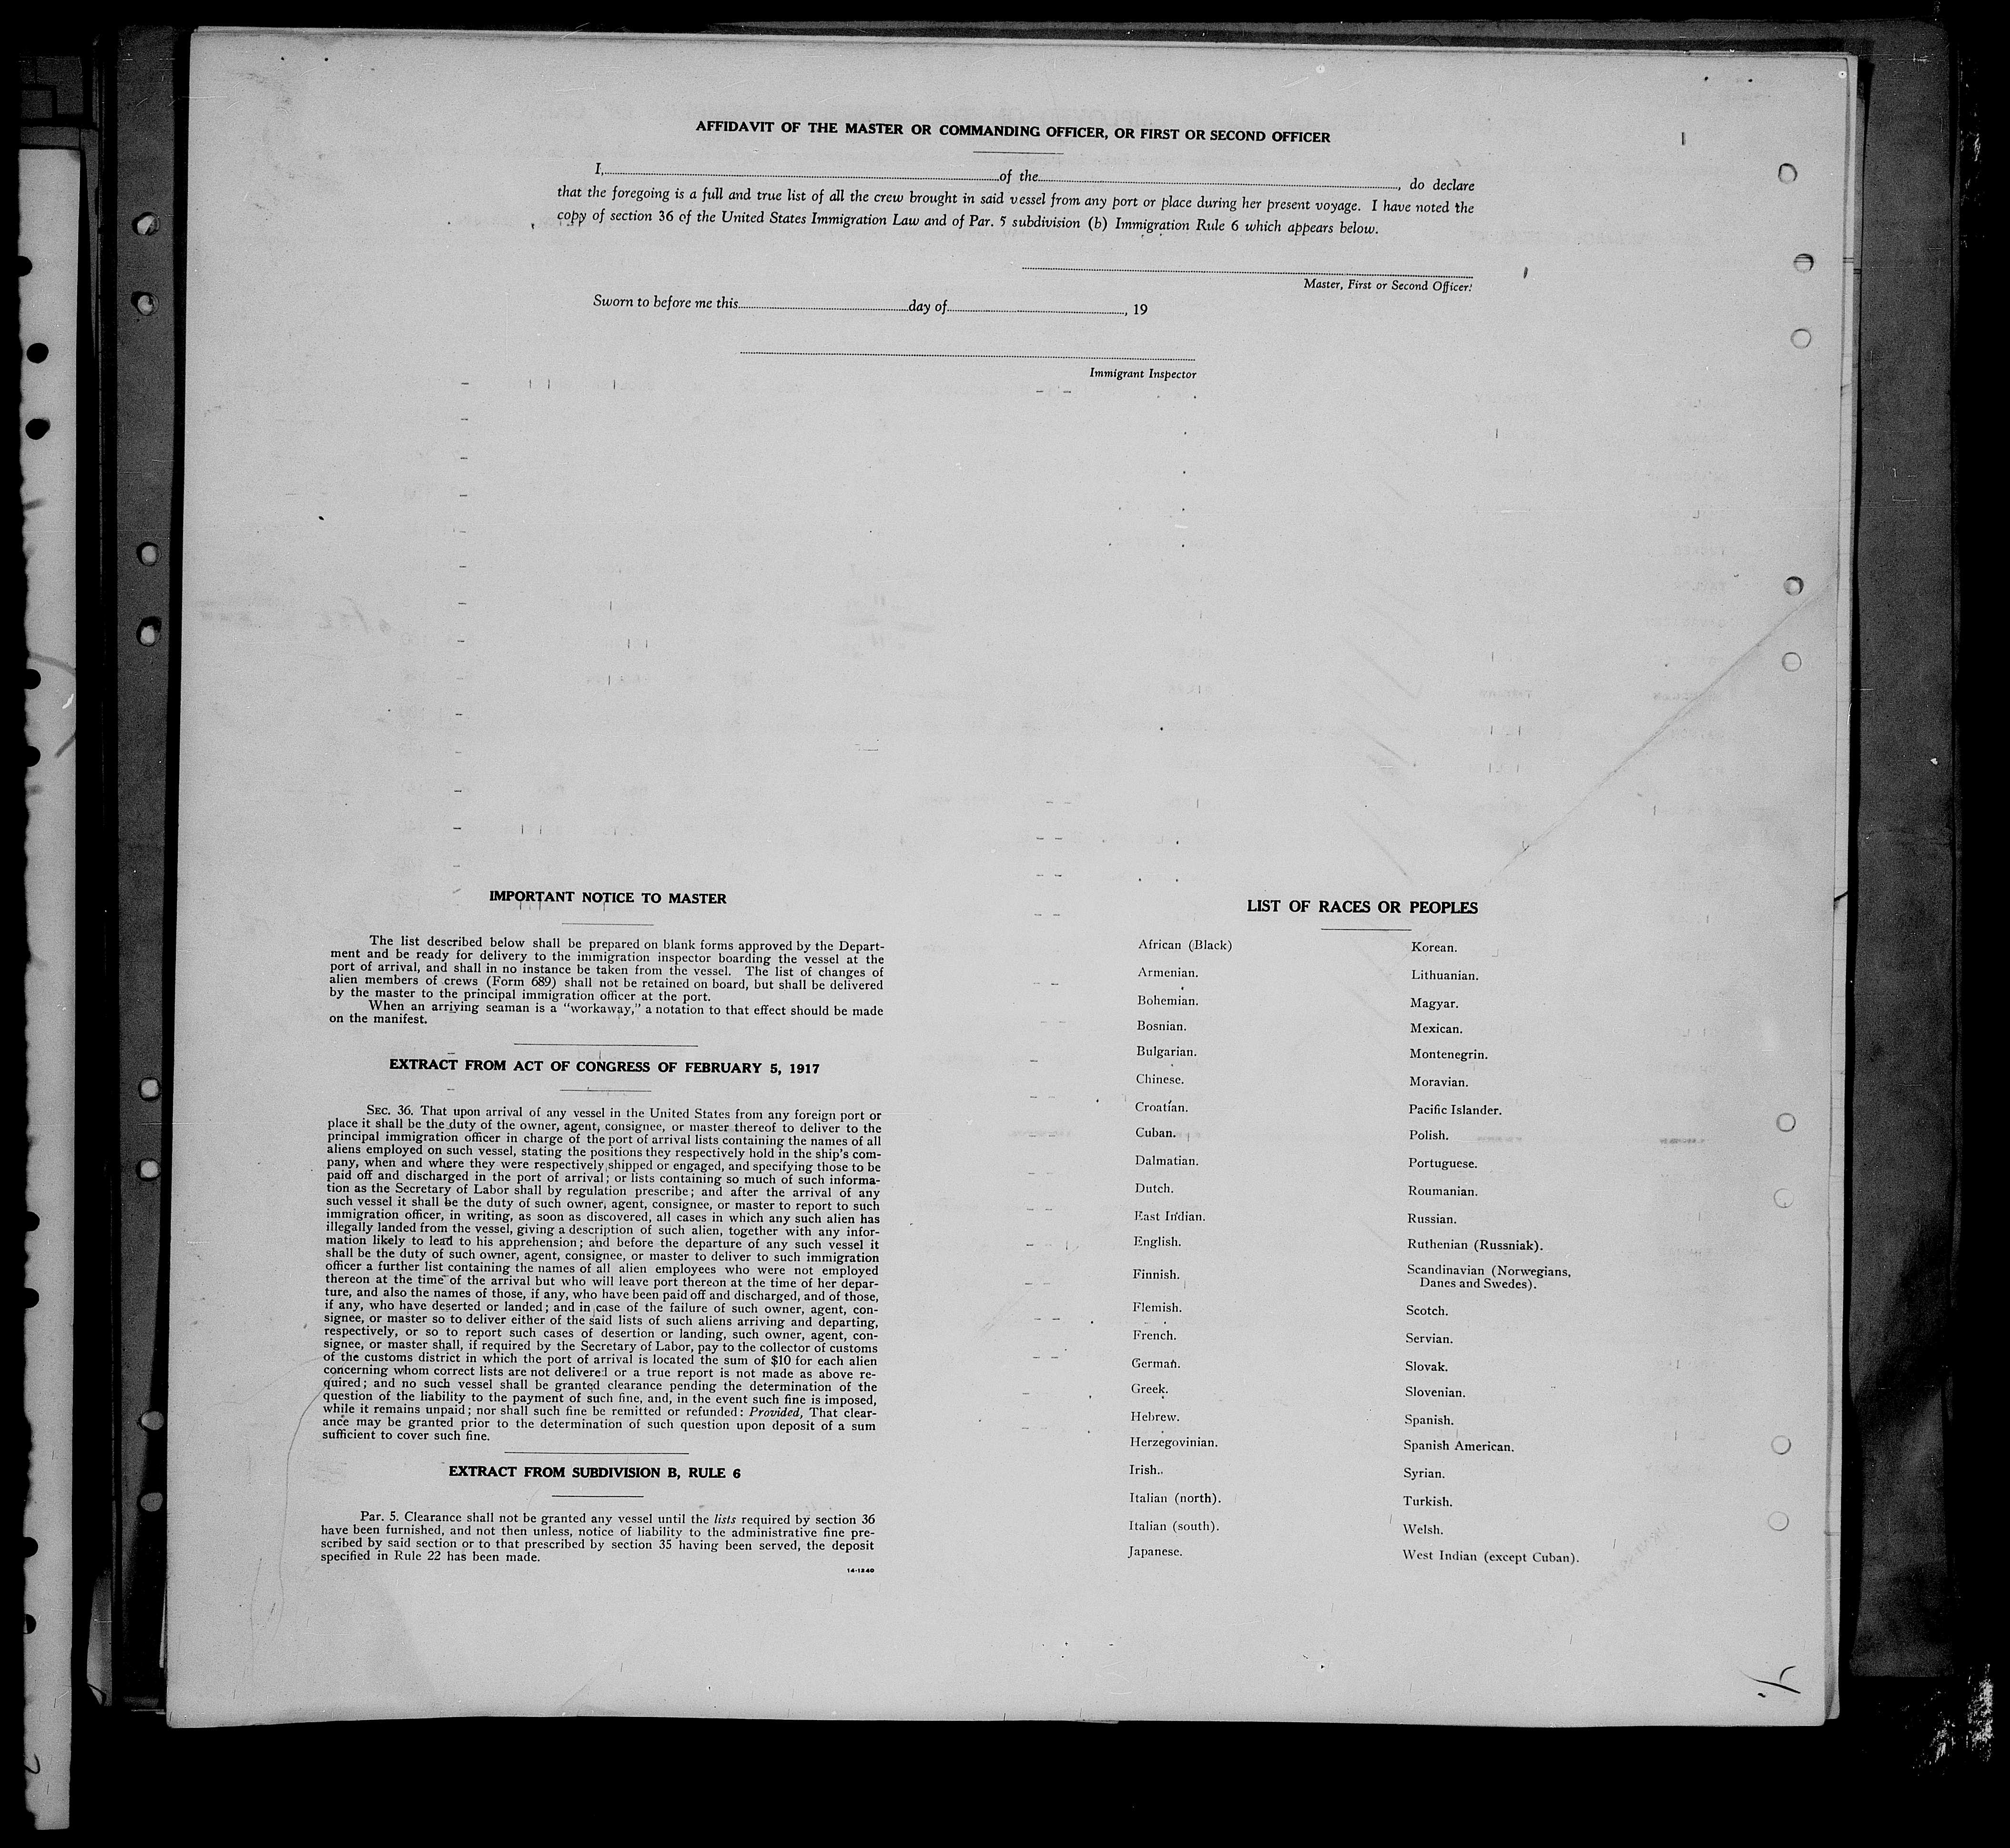 AFFIDAVIT OF THE MASTER OR COMMANDING OFFICER, OR FIRST OR SECOND OFFICER
I, of the , do declare
that the foregoing is a full and true list of all the crew brought in said vessel from any port or place during her present voyage. I have noted the
copy of section 36 of the United States Immigration Law and of Par. 5 subdivision (b) Immigration Rule 6 which appears below.
Master, First or Second Officer.
Sworn to before me this day of , 19
Immigrant Inspector
IMPORTANT NOTICE TO MASTER
The list described below shall be prepared on blank forms approved by the Depart-
ment and be ready for delivery to the immigration inspector boarding the vessel at the
port of arrival, and shall in no instance be taken from the vessel. The list of changes of
alien members of crews (Form 689) shall not be retained on board, but shall be delivered
by the master to the principal immigration officer at the port.
When an arriving seaman is a "workaway," a notation to that effect should be made
on the manifest.
EXTRACT FROM ACT OF CONGRESS OF FEBRUARY 5, 1917
SEC. 36. That upon arrival of any vessel in the United States from any foreign port or
place it shall be the duty of the owner, agent, consignee, or master thereof to deliver to the
principal immigration officer in charge of the port of arrival lists containing the names of all
aliens employed on such vessel, stating the positions they respectively hold in the ship's com-
pany, when and where they were respectively shipped or engaged, and specifying those to be
paid off and discharged in the port of arrival; or lists containing so much of such informa-
tion as the Secretary of Labor shall by regulation prescribe; and after the arrival of any
such vessel it shall be the duty of such owner, agent, consignee, or master to report to such
immigration officer, in writing, as soon as discovered, all cases in which any such alien has
illegally landed from the vessel, giving a description of such alien, together with any infor-
mation likely to lead to his apprehension; and before the departure of any such vessel it
shall be the duty of such owner, agent, consignee, or master to deliver to such immigration
officer a further list containing the names of all alien employees who were not employed
thereon at the time of the arrival but who will leave port thereon at the time of her depar-
ture, and also the names of those, if any, who have been paid off and discharged, and of those,
if any, who have deserted or landed; and in case of the failure of such owner, agent, con-
signee, or master so to deliver either of the said lists of such aliens arriving and departing,
respectively, or so to report such cases of desertion or landing, such owner, agent, con-
signee, or master shall, if required by the Secretary of Labor, pay to the collector of customs
of the customs district in which the port of arrival is located the sum of $10 for each alien
concerning whom correct lists are not delivered or a true report is not made as above re-
quired; and no such vessel shall be granted clearance pending the determination of the
question of the liability to the payment of such fine, and, in the event such fine is imposed,
while it remains unpaid; nor shall such fine be remitted or refunded: Provided, That clear-
ance may be granted prior to the determination of such question upon deposit of a sum
sufficient to cover such fine.
EXTRACT FROM SUBDIVISION B, RULE 6
Par. 5. Clearance shall not be granted any vessel until the lists required by section 36
have been furnished, and not then unless, notice of liability to the administrative fine pre-
scribed by said section or to that prescribed by section 35 having been served, the deposit
specified in Rule 22 has been made.
14-1240
LIST OF RACES OR PEOPLES
African (Black)
Armenian.
Bohemian.
Bosnian.
Bulgarian.
Chinese.
Croatian.
Cuban.
Dalmatian.
Dutch.
East Indian.
English.
Finnish.
Flemish.
French.
German.
Greek.
Hebrew.
Herzegovinian.
Irish.
Italian (north).
Italian (south).
Japanese.
Korean.
Lithuanian.
Magyar.
Mexican.
Montenegrin.
Moravian.
Pacific Islander.
Polish.
Portuguese.
Roumanian.
Russian.
Ruthenian (Russniak).
Scandinavian (Norwegians,
Danes and Swedes).
Scotch.
Servian.
Slovak.
Slovenian.
Spanish.
Spanish American.
Syrian.
Turkish.
Welsh.
West Indian (except Cuban).